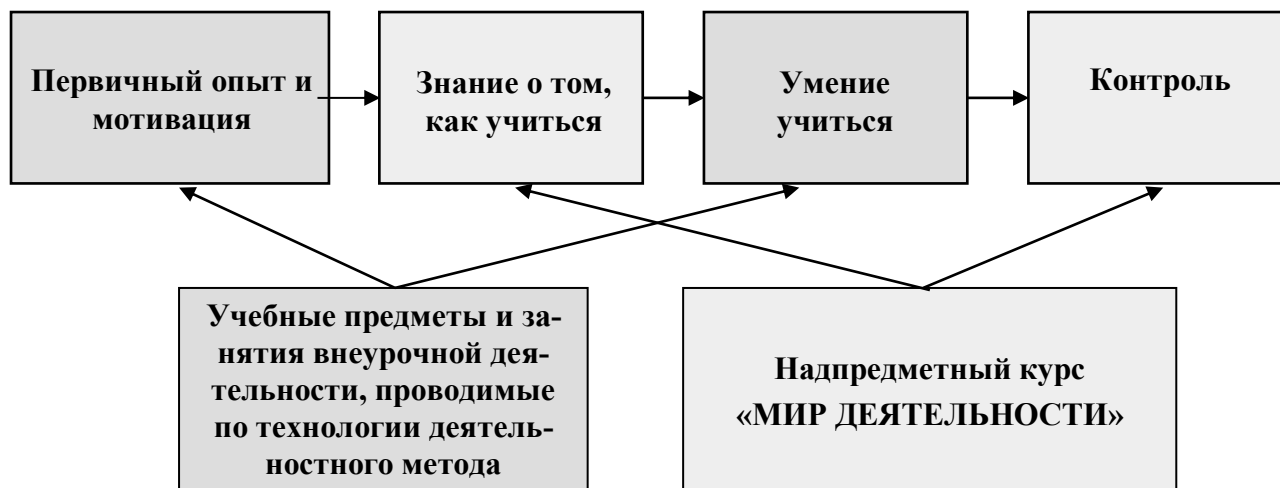 Первичный опыт и
мотивация
Знание о том,
как учиться
Умение
учиться
Контроль
Учебные предметы и за-
нятия внеурочной дея-
тельности, проводимые
по технологии деятель-
ностного метода
Надпредметный курс
«МИР ДЕЯТЕЛЬНОСТИ»